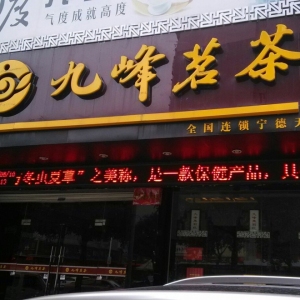 气度成就高度
九峰茗茶
全国连锁宁德
冬虫夏草”之美称，是一款保健产品，具